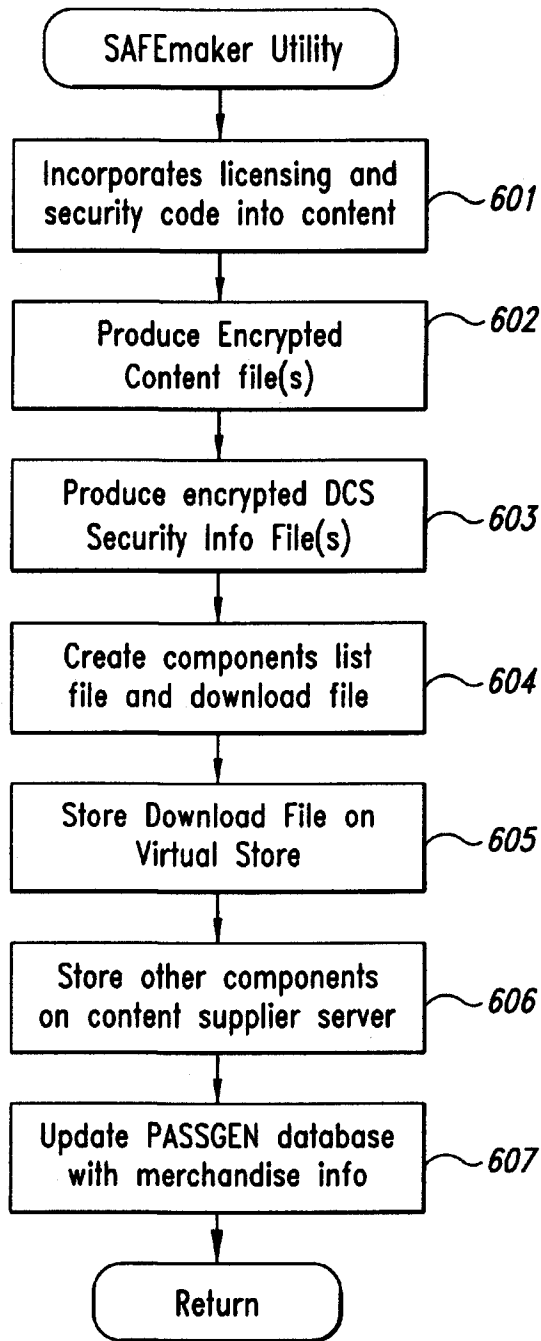 SAFEmaker Utility
Incorporates licensing and
security code into content
601
Produce Encrypted
Content file(s)
602
Produce encrypted DCS
Security Info File(s)
603
Create components list
file and download file
604
Store Download File on
Virtual Store
605
Store other components
on content supplier server
606
Update PASSGEN database
with merchandise info
607
Return